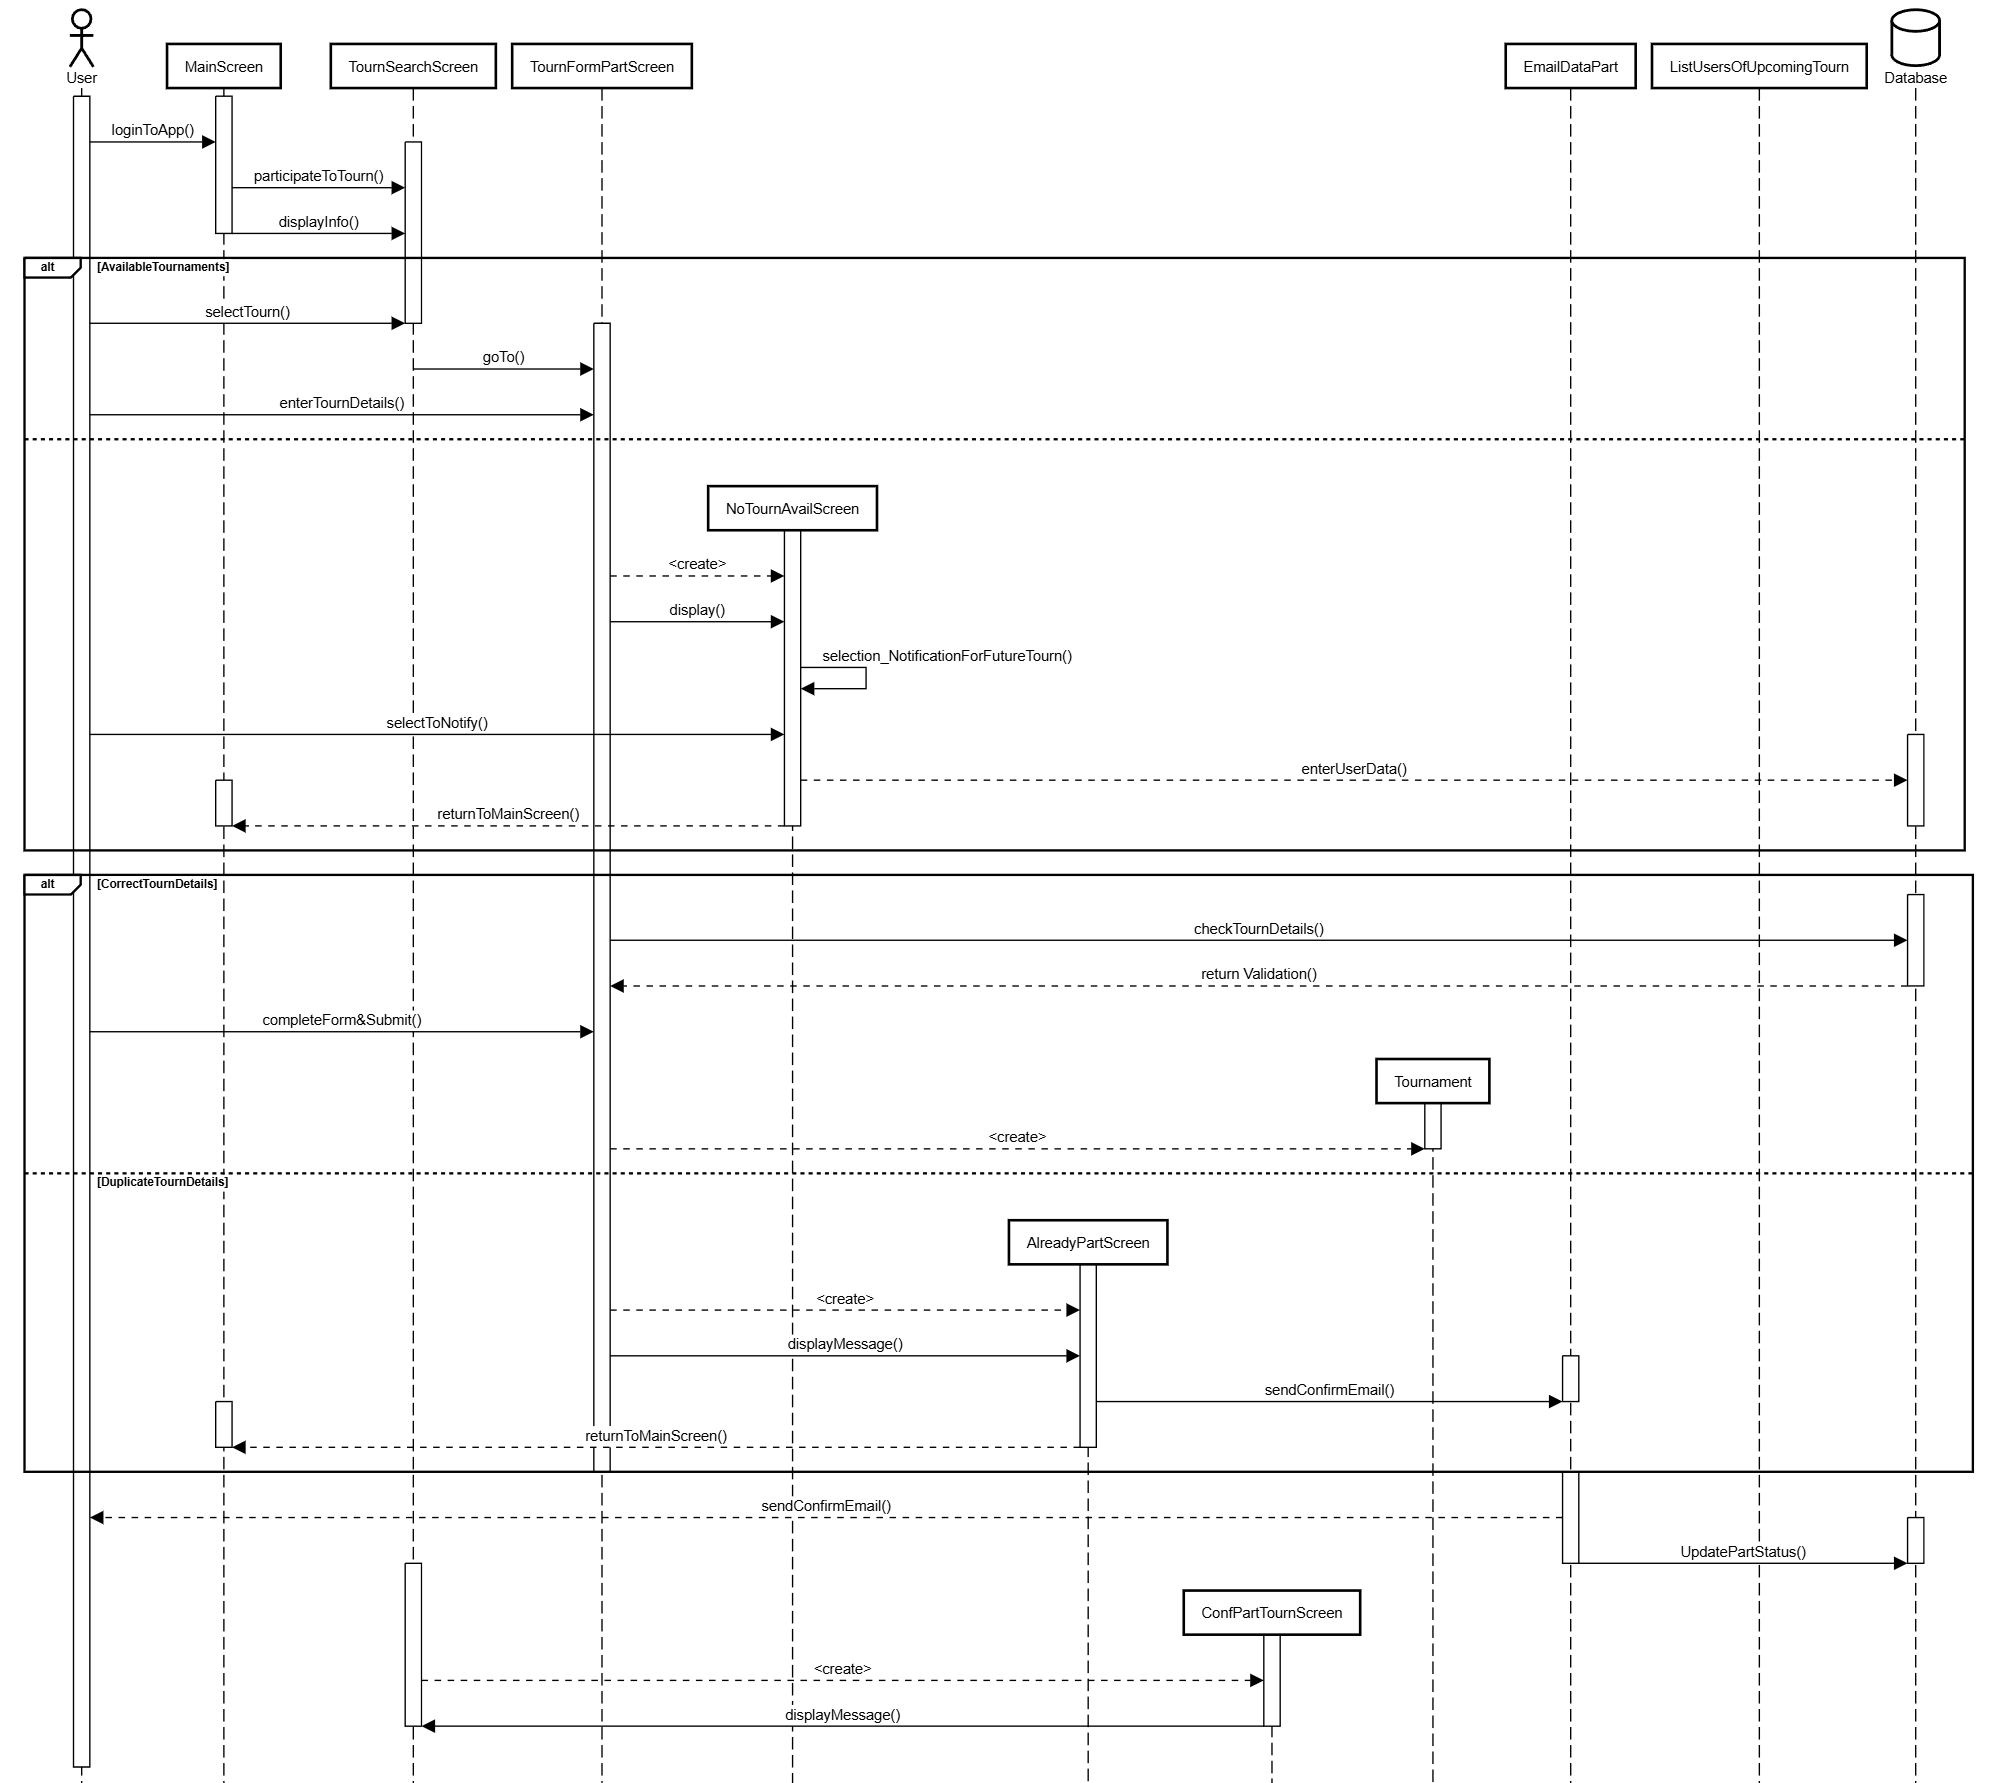 User
MainScreen
TournSearchScreen
TournFormPartScreen
EmailDataPart
ListUsersOfUpcomingTourn
Database
loginToApp()
participateToTourn()
displayInfo()
alt
[AvailableTournaments]
selectTourn()
goTo()
enterTournDetails()
NoTournAvailScreen
<create>
display()
selection_NotificationForFutureTourn()
selectToNotify()
enterUserData()
returnToMainScreen()
alt
[CorrectTournDetails]
checkTournDetails()
return Validation()
completeForm&Submit()
Tournament
<create>
[DuplicateTournDetails]
AlreadyPartScreen
<create>
displayMessage()
sendConfirmEmail()
returnToMainScreen()
sendConfirmEmail()
UpdatePartStatus()
ConfPartTournScreen
<create>
displayMessage()